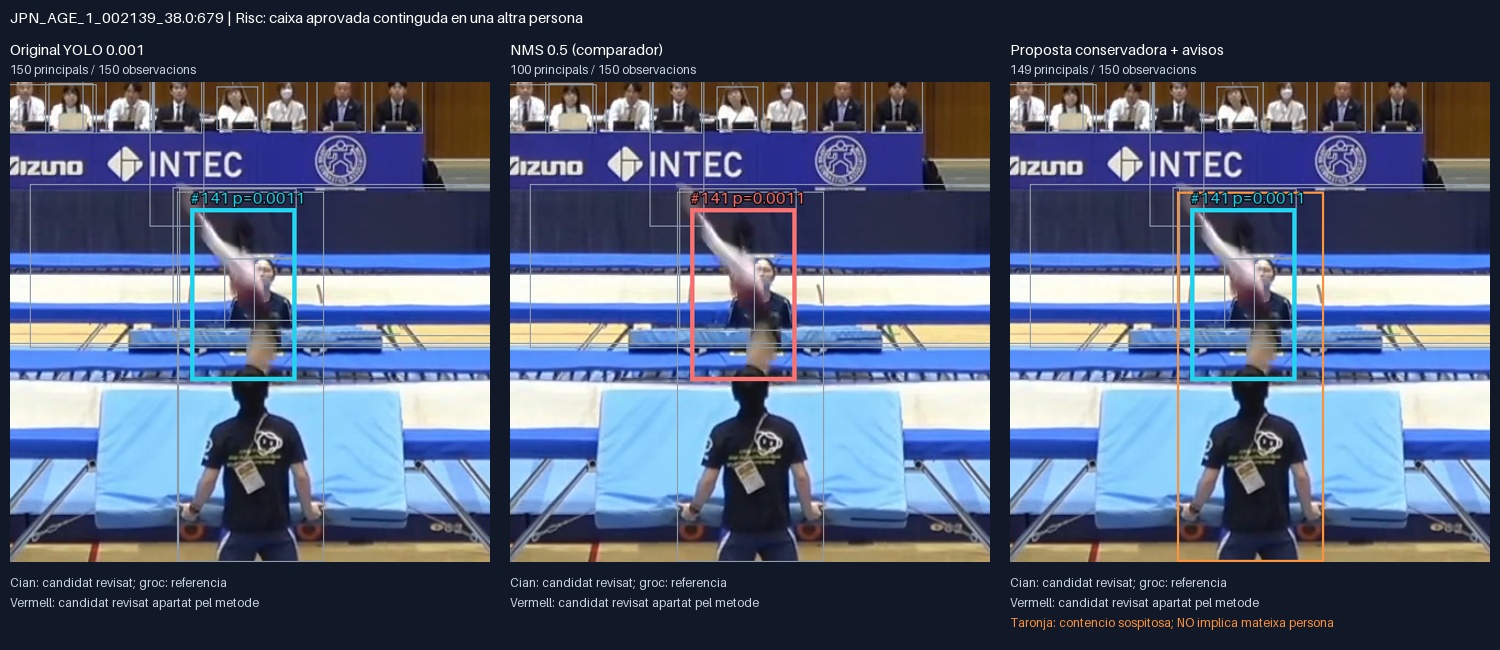 JPN_AGE_1_002139_38.0:679 | Risc: caixa aprovada continguda en una altra persona
Original YOLO 0.001
150 principals / 150 observacions
NMS 0.5 (comparador)
100 principals / 150 observacions
Proposta conservadora + avisos
149 principals / 150 observacions
MIZUNO INTEC
MIZUNO INTEC
MIZUNO INTEC
#141 p=0.0011
#141 p=0.0011
#141 p=0.0011
Cian: candidat revisat; groc: referencia
Vermell: candidat revisat apartat pel metode
Cian: candidat revisat; groc: referencia
Vermell: candidat revisat apartat pel metode
Cian: candidat revisat; groc: referencia
Vermell: candidat revisat apartat pel metode
Taronja: contencio sospitosa; NO implica mateixa persona